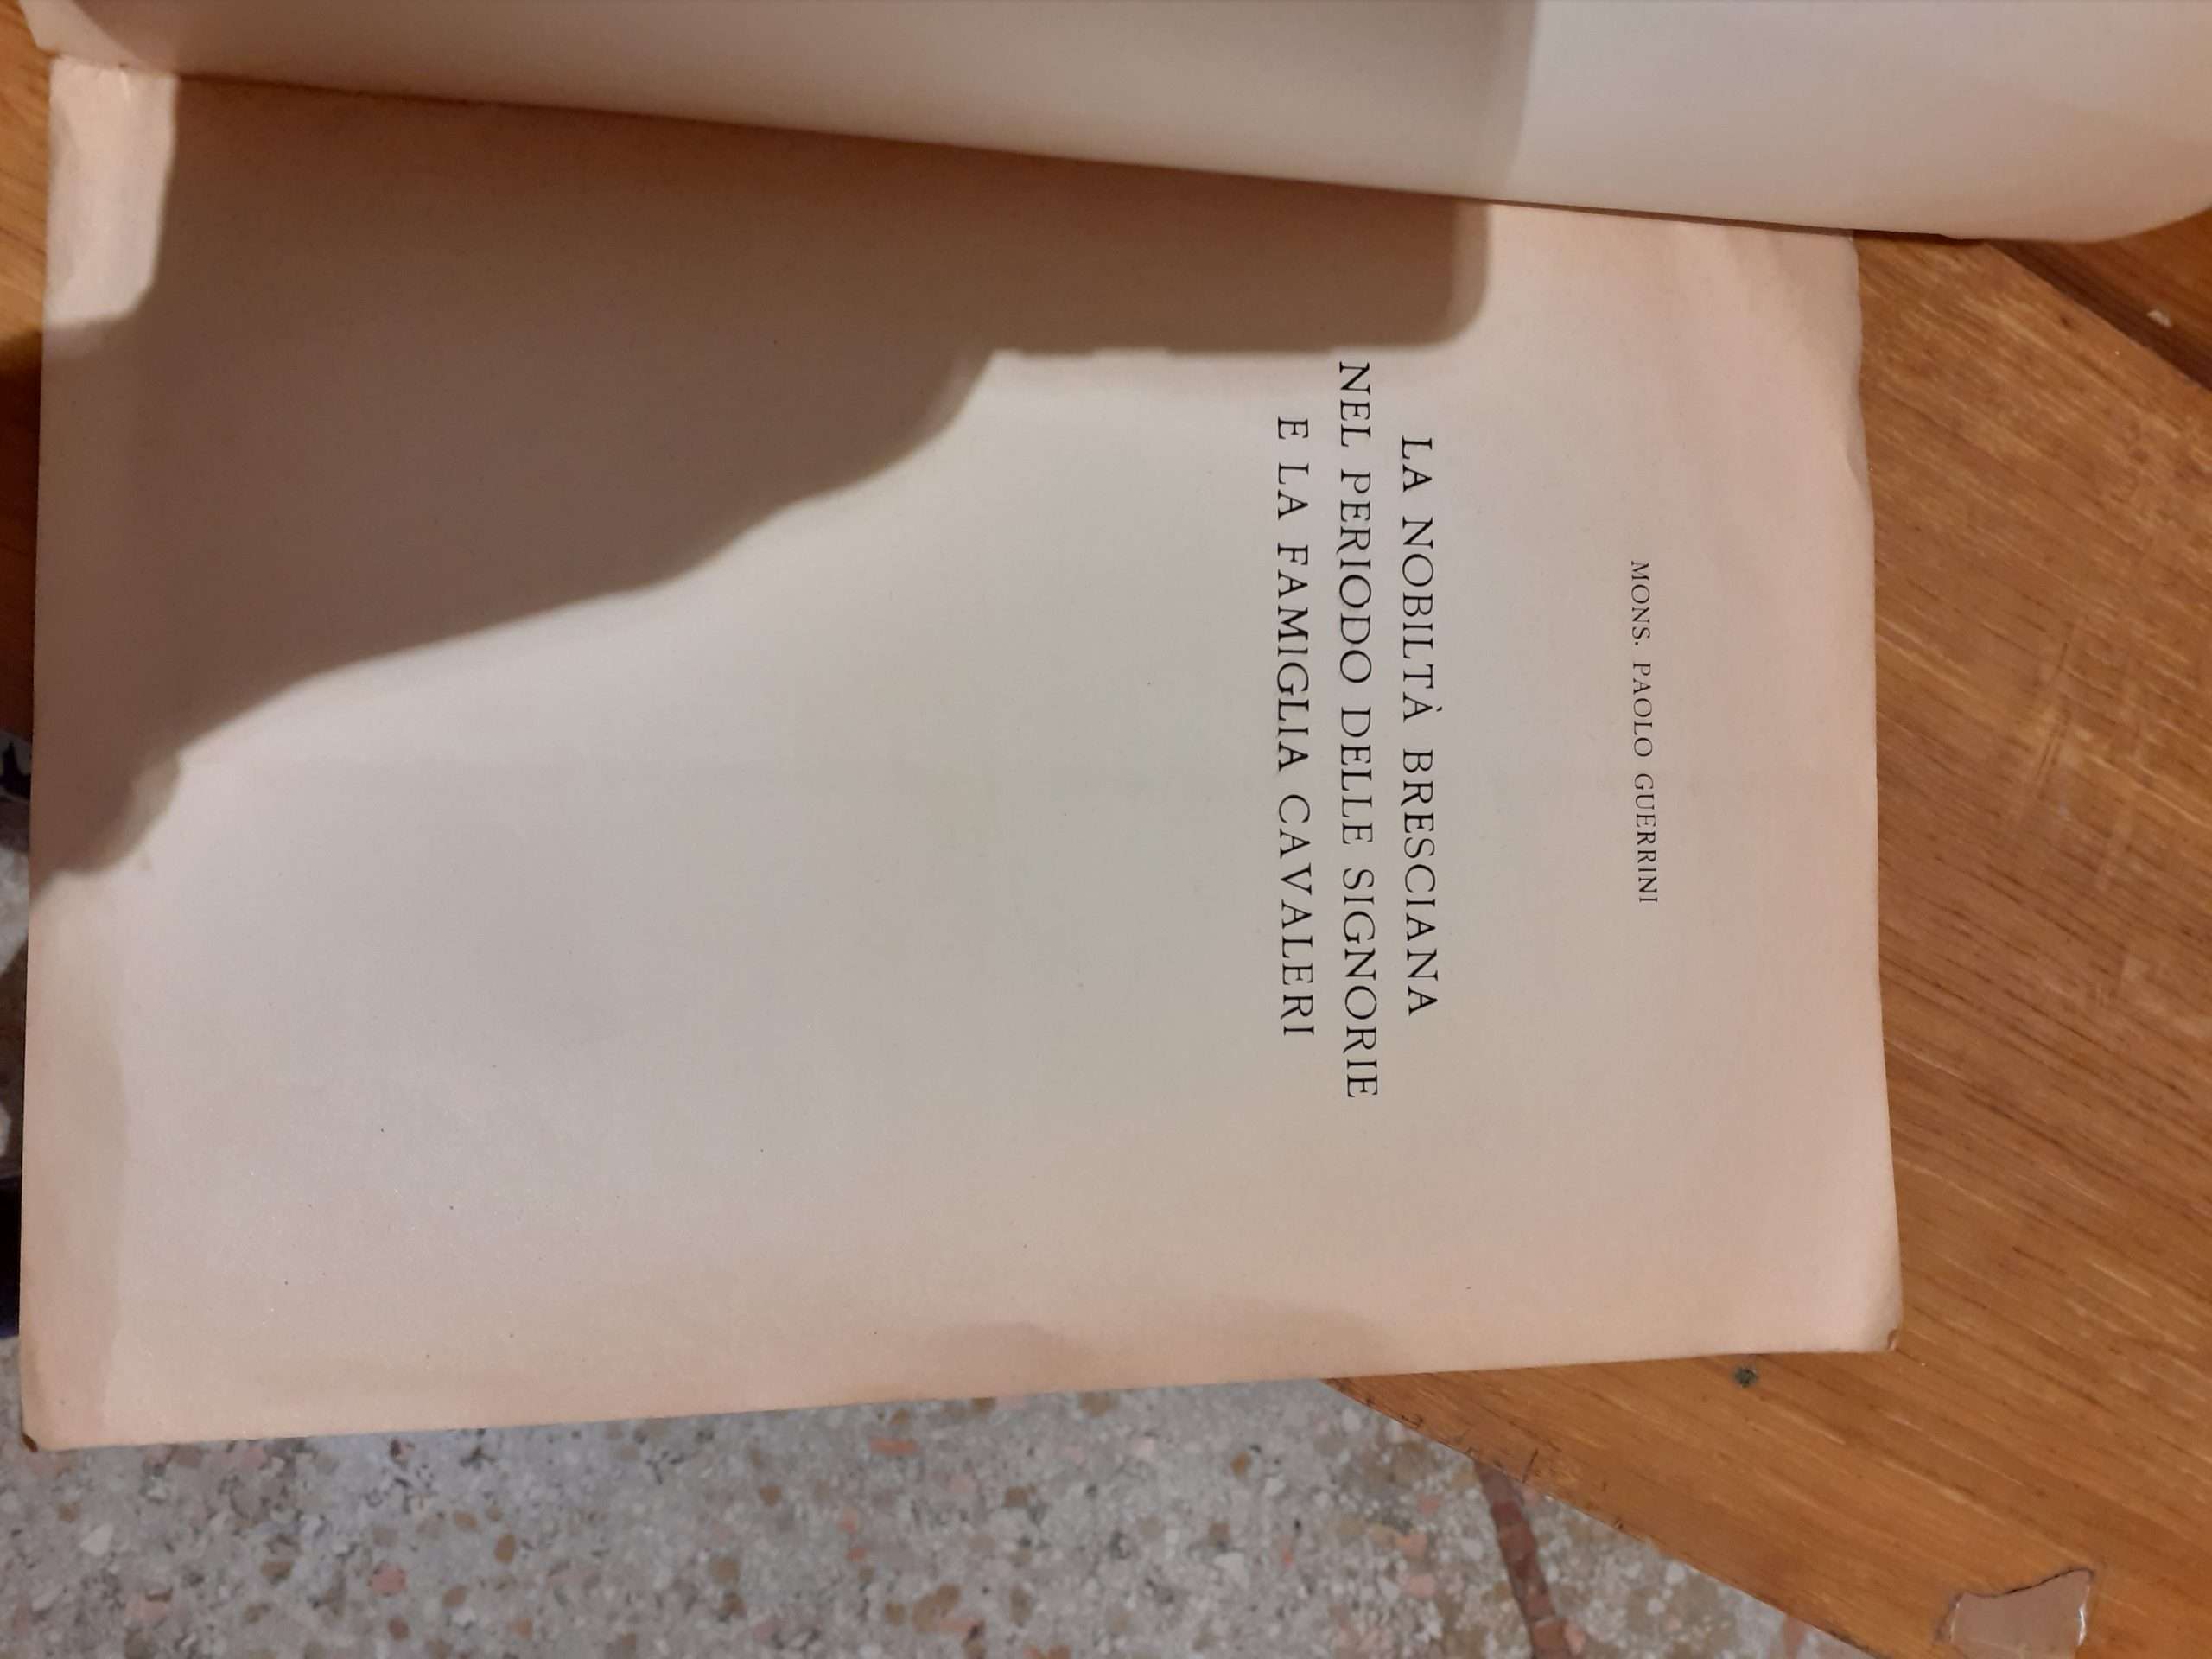 MONS. PAOLO GUERRINI
LA NOBILTÀ BRESCIANA
NEL PERIODO DELLE SIGNORIE
E LA FAMIGLIA CAVALERI